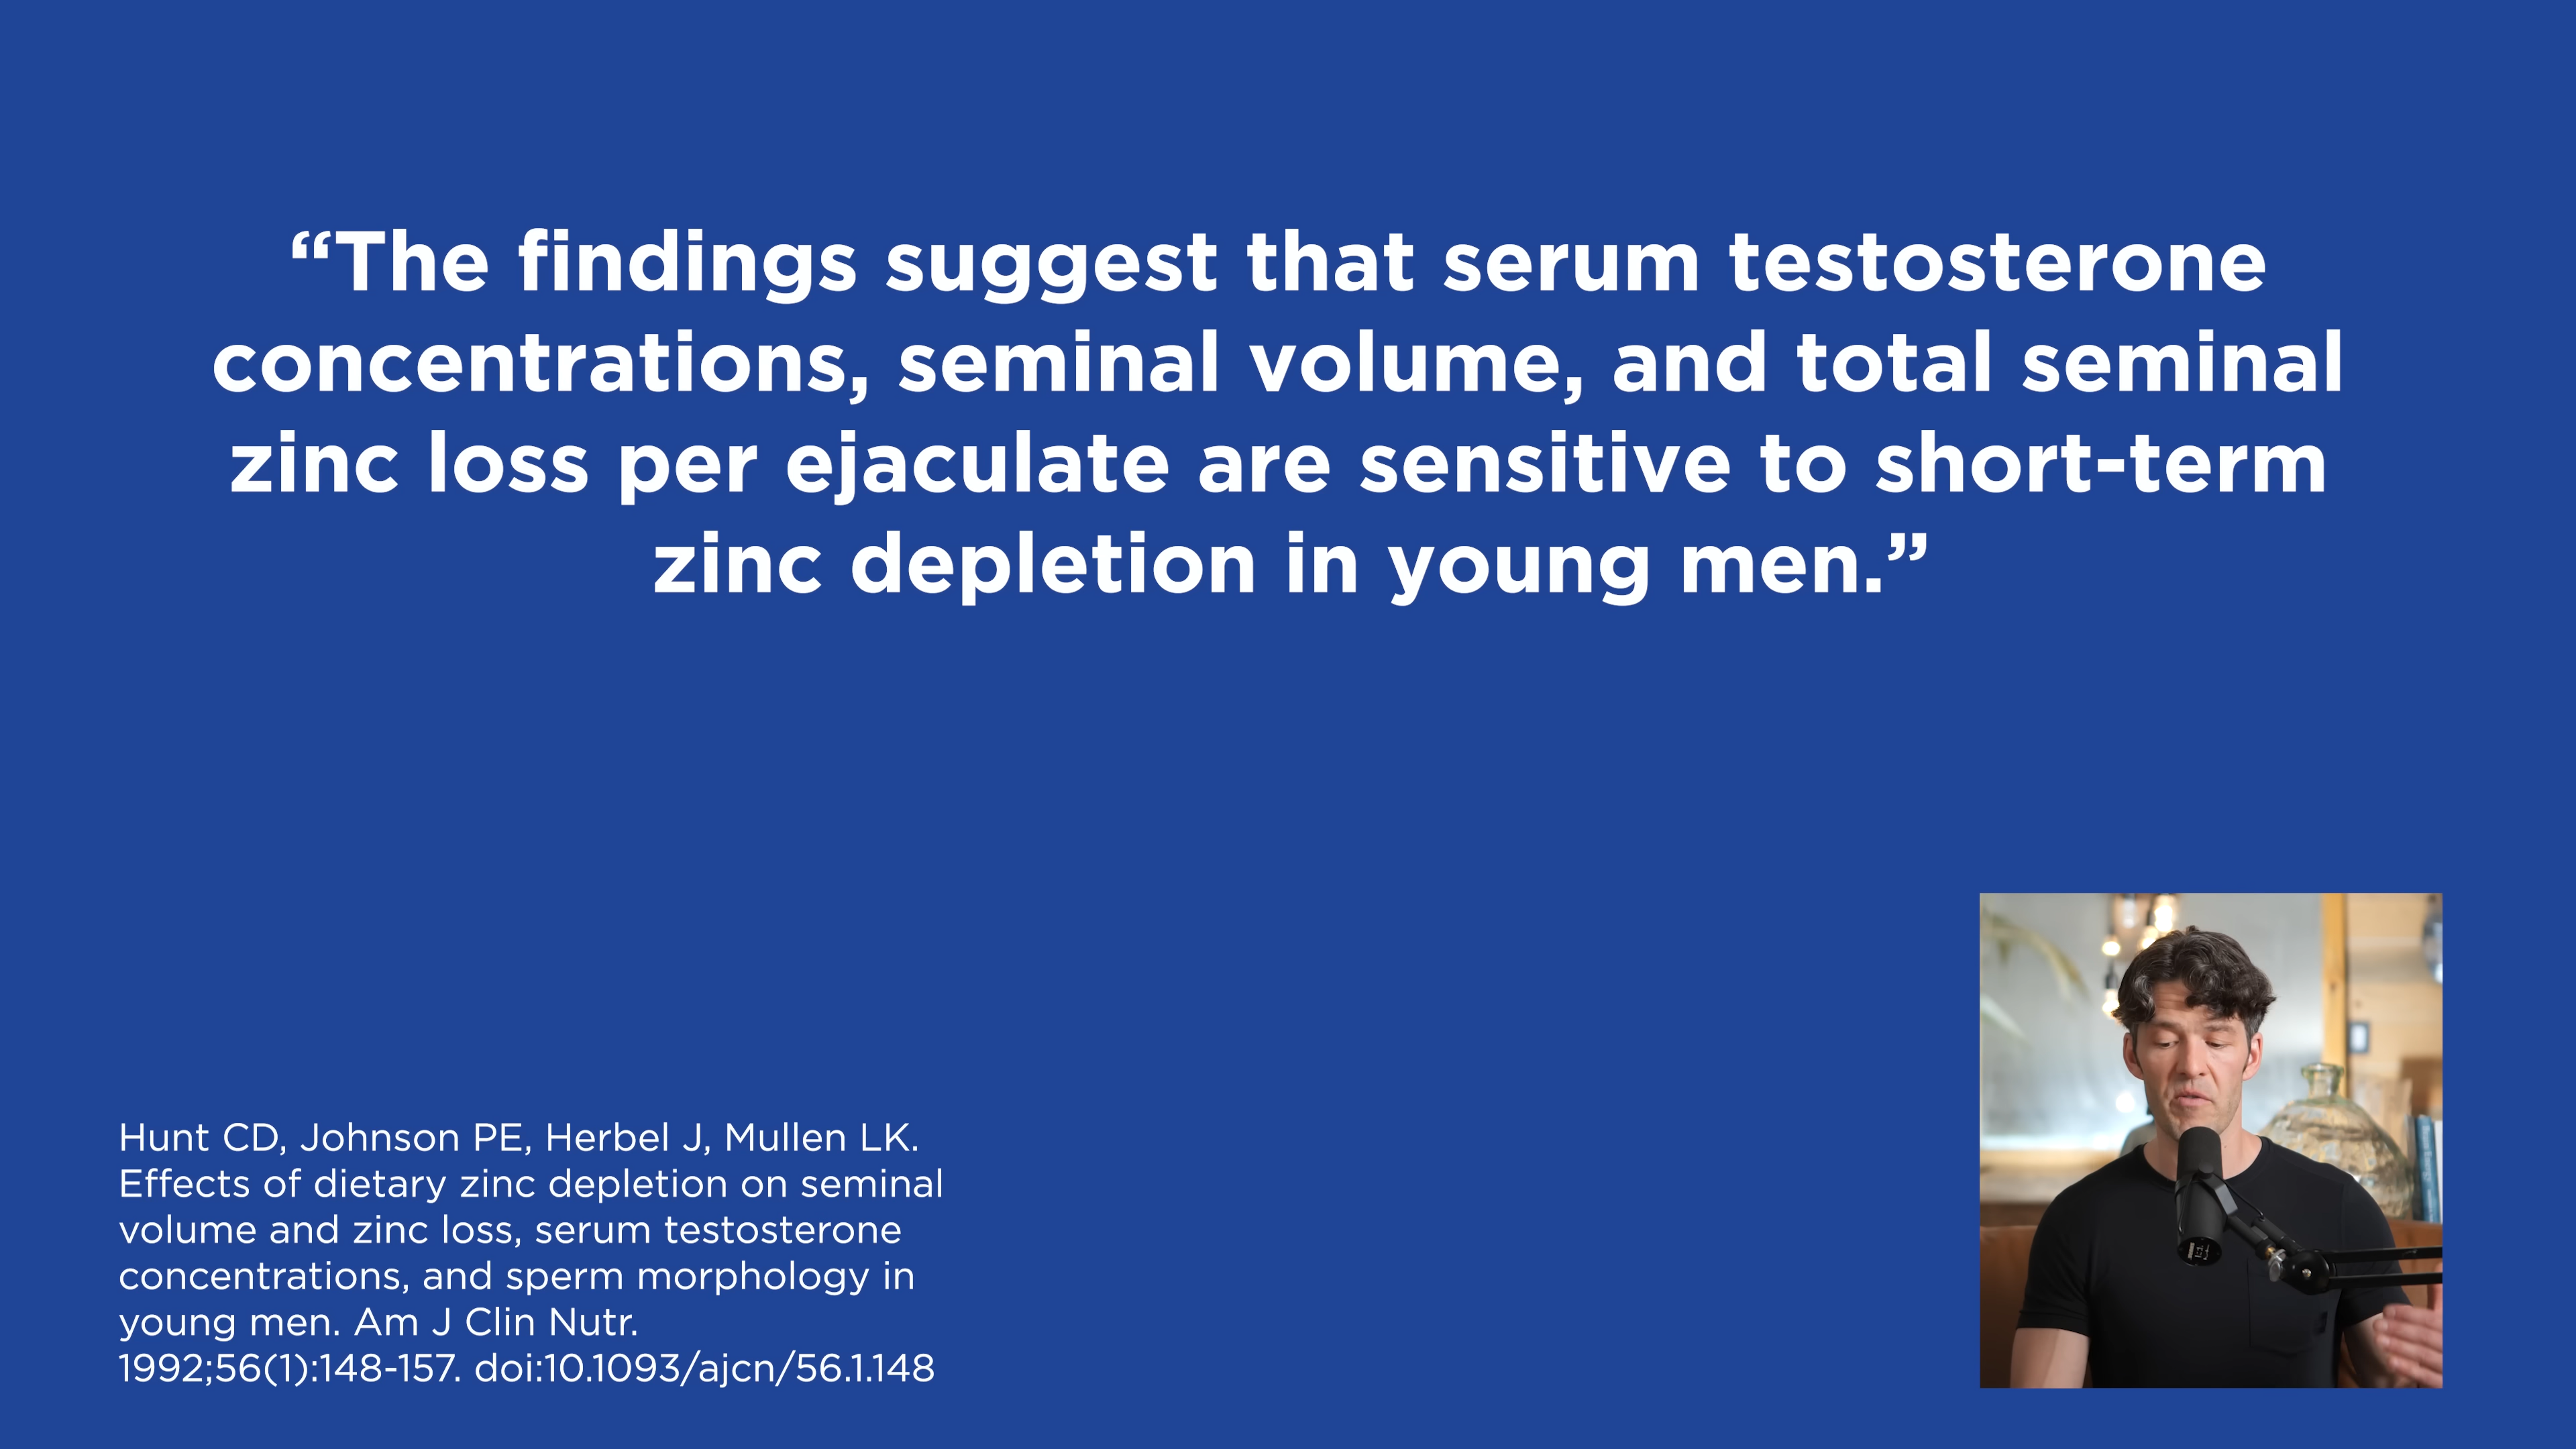 “The findings suggest that serum testosterone
concentrations, seminal volume, and total seminal
zinc loss per ejaculate are sensitive to short-term
zinc depletion in young men.”
Hunt CD, Johnson PE, Herbel J, Mullen LK.
Effects of dietary zinc depletion on seminal
volume and zinc loss, serum testosterone
concentrations, and sperm morphology in
young men. Am J Clin Nutr.
1992;56(1):148-157. doi:10.1093/ajcn/56.1.148